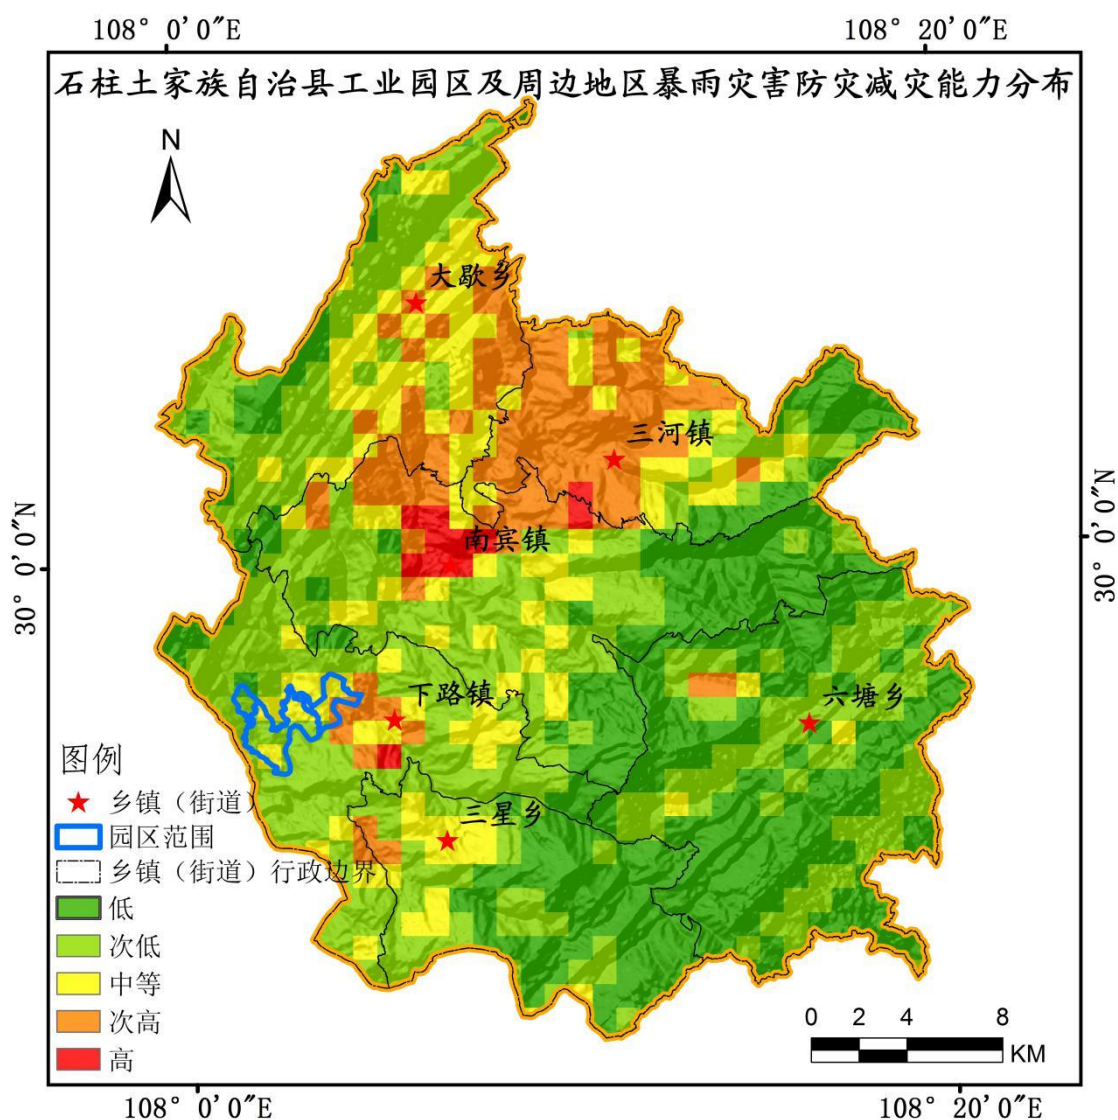 108° 0′0″E
108° 20′0″E
石柱土家族自治县工业园区及周边地区暴雨灾害防灾减灾能力分布
N
大歇乡
三河镇
30° 0′0″N
南宾镇
30° 0′0″N
下路镇
六塘乡
三星乡
图例
乡镇（街道）
园区范围
乡镇（街道）行政边界
低
次低
中等
次高
高
0 2 4 8
KM
108° 0′0″E
108° 20′0″E